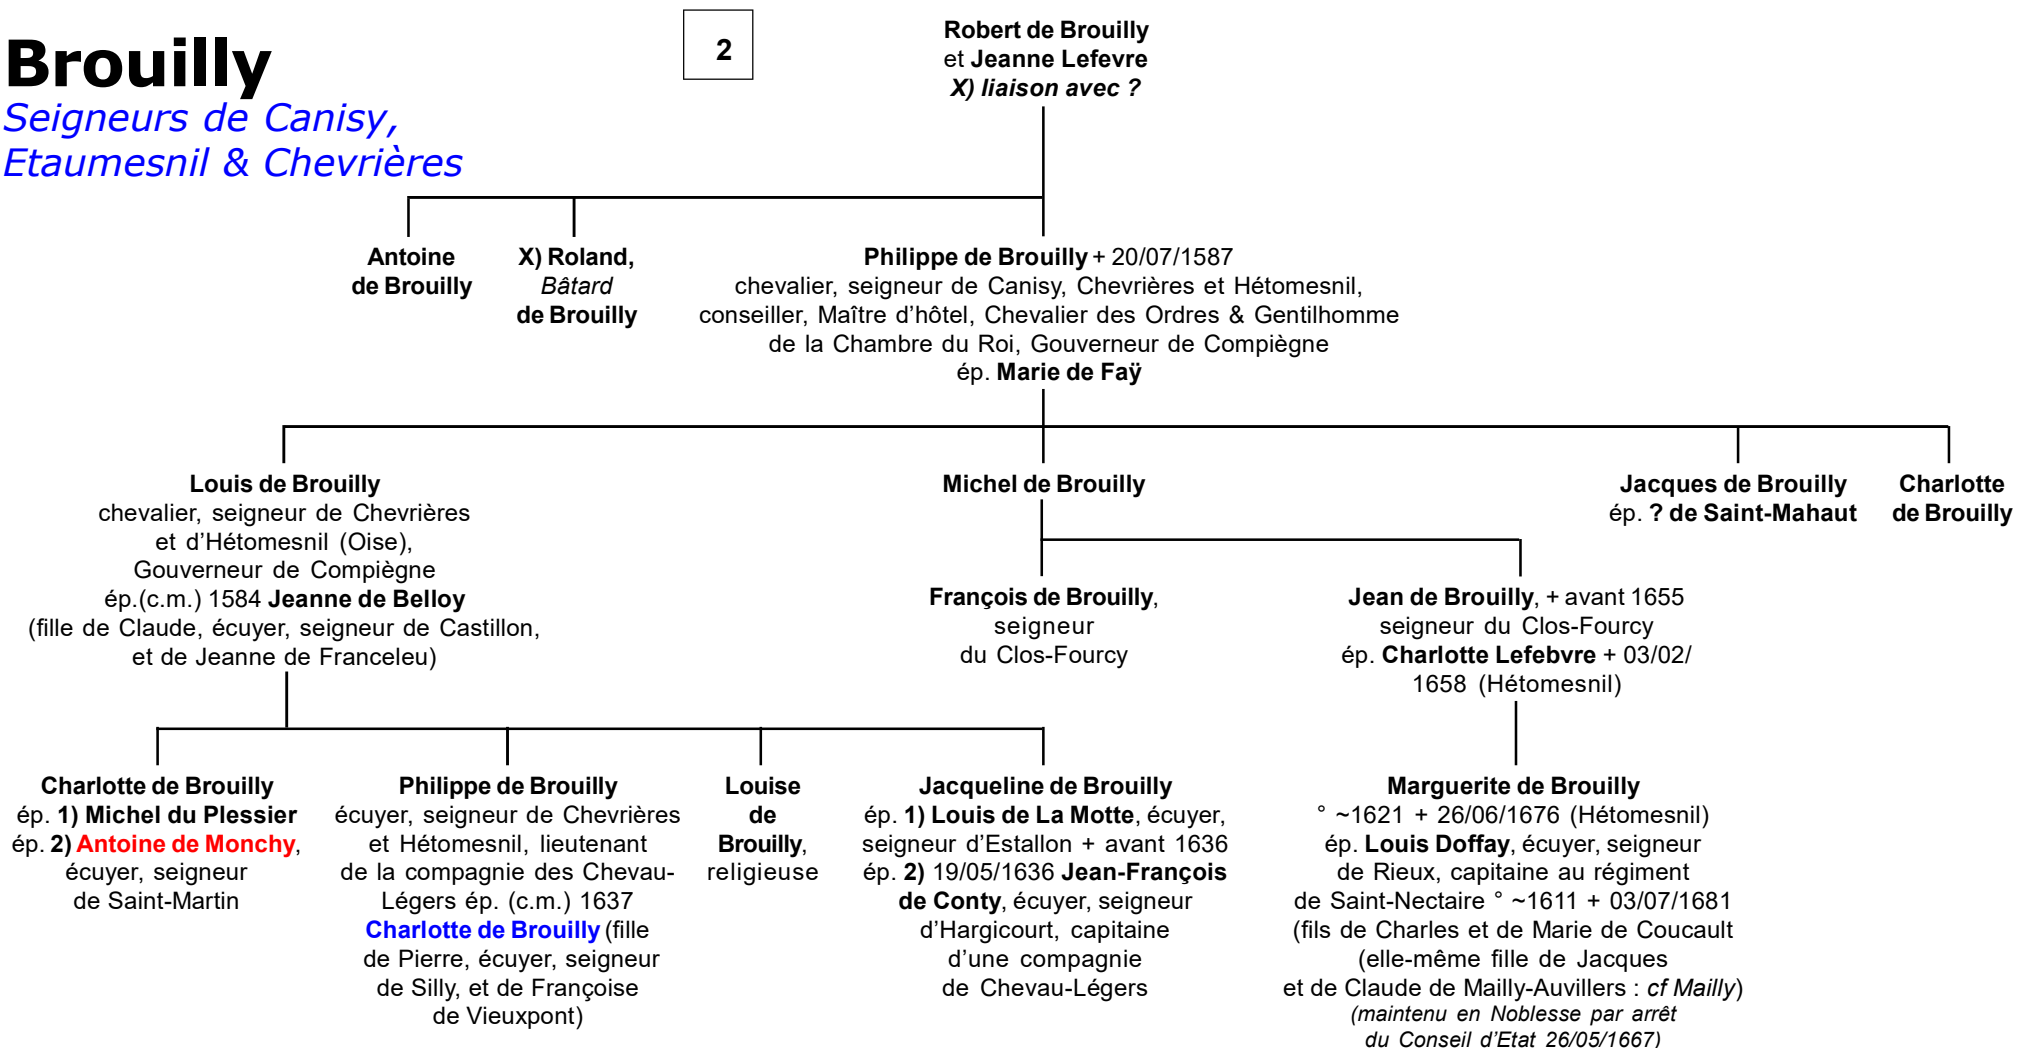 Brouilly
Seigneurs de Canisy,
Etaumesnil & Chevrières
2
Robert de Brouilly
et Jeanne Lefevre
X) liaison avec ?
Antoine
de Brouilly
X) Roland,
Bâtard
de Brouilly
Philippe de Brouilly + 20/07/1587
chevalier, seigneur de Canisy, Chevrières et Hétomesnil,
conseiller, Maître d'hôtel, Chevalier des Ordres & Gentilhomme
de la Chambre du Roi, Gouverneur de Compiègne
ép. Marie de Faÿ
Louis de Brouilly
chevalier, seigneur de Chevrières
et d'Hétomesnil (Oise),
Gouverneur de Compiègne
ép.(c.m.) 1584 Jeanne de Belloy
(fille de Claude, écuyer, seigneur de Castillon,
et de Jeanne de Franceleu)
Michel de Brouilly
Jacques de Brouilly
ép. ? de Saint-Mahaut
Charlotte
de Brouilly
François de Brouilly,
seigneur
du Clos-Fourcy
Jean de Brouilly, + avant 1655
seigneur du Clos-Fourcy
ép. Charlotte Lefebvre + 03/02/
1658 (Hétomesnil)
Charlotte de Brouilly
ép. 1) Michel du Plessier
ép. 2) Antoine de Monchy,
écuyer, seigneur
de Saint-Martin
Philippe de Brouilly
écuyer, seigneur de Chevrières
et Hétomesnil, lieutenant
de la compagnie des Chevau-
Légers ép. (c.m.) 1637
Charlotte de Brouilly (fille
de Pierre, écuyer, seigneur
de Silly, et de Françoise
de Vieuxpont)
Louise
de
Brouilly,
religieuse
Jacqueline de Brouilly
ép. 1) Louis de La Motte, écuyer,
seigneur d'Estallon + avant 1636
ép. 2) 19/05/1636 Jean-François
de Conty, écuyer, seigneur
d'Hargicourt, capitaine
d'une compagnie
de Chevau-Légers
Marguerite de Brouilly
° ~1621 + 26/06/1676 (Hétomesnil)
ép. Louis Doffay, écuyer, seigneur
de Rieux, capitaine au régiment
de Saint-Nectaire ° ~1611 + 03/07/1681
(fils de Charles et de Marie de Coucault
(elle-même fille de Jacques
et de Claude de Mailly-Auvillers : cf Mailly)
(maintenu en Noblesse par arrêt
du Conseil d'Etat 26/05/1667)